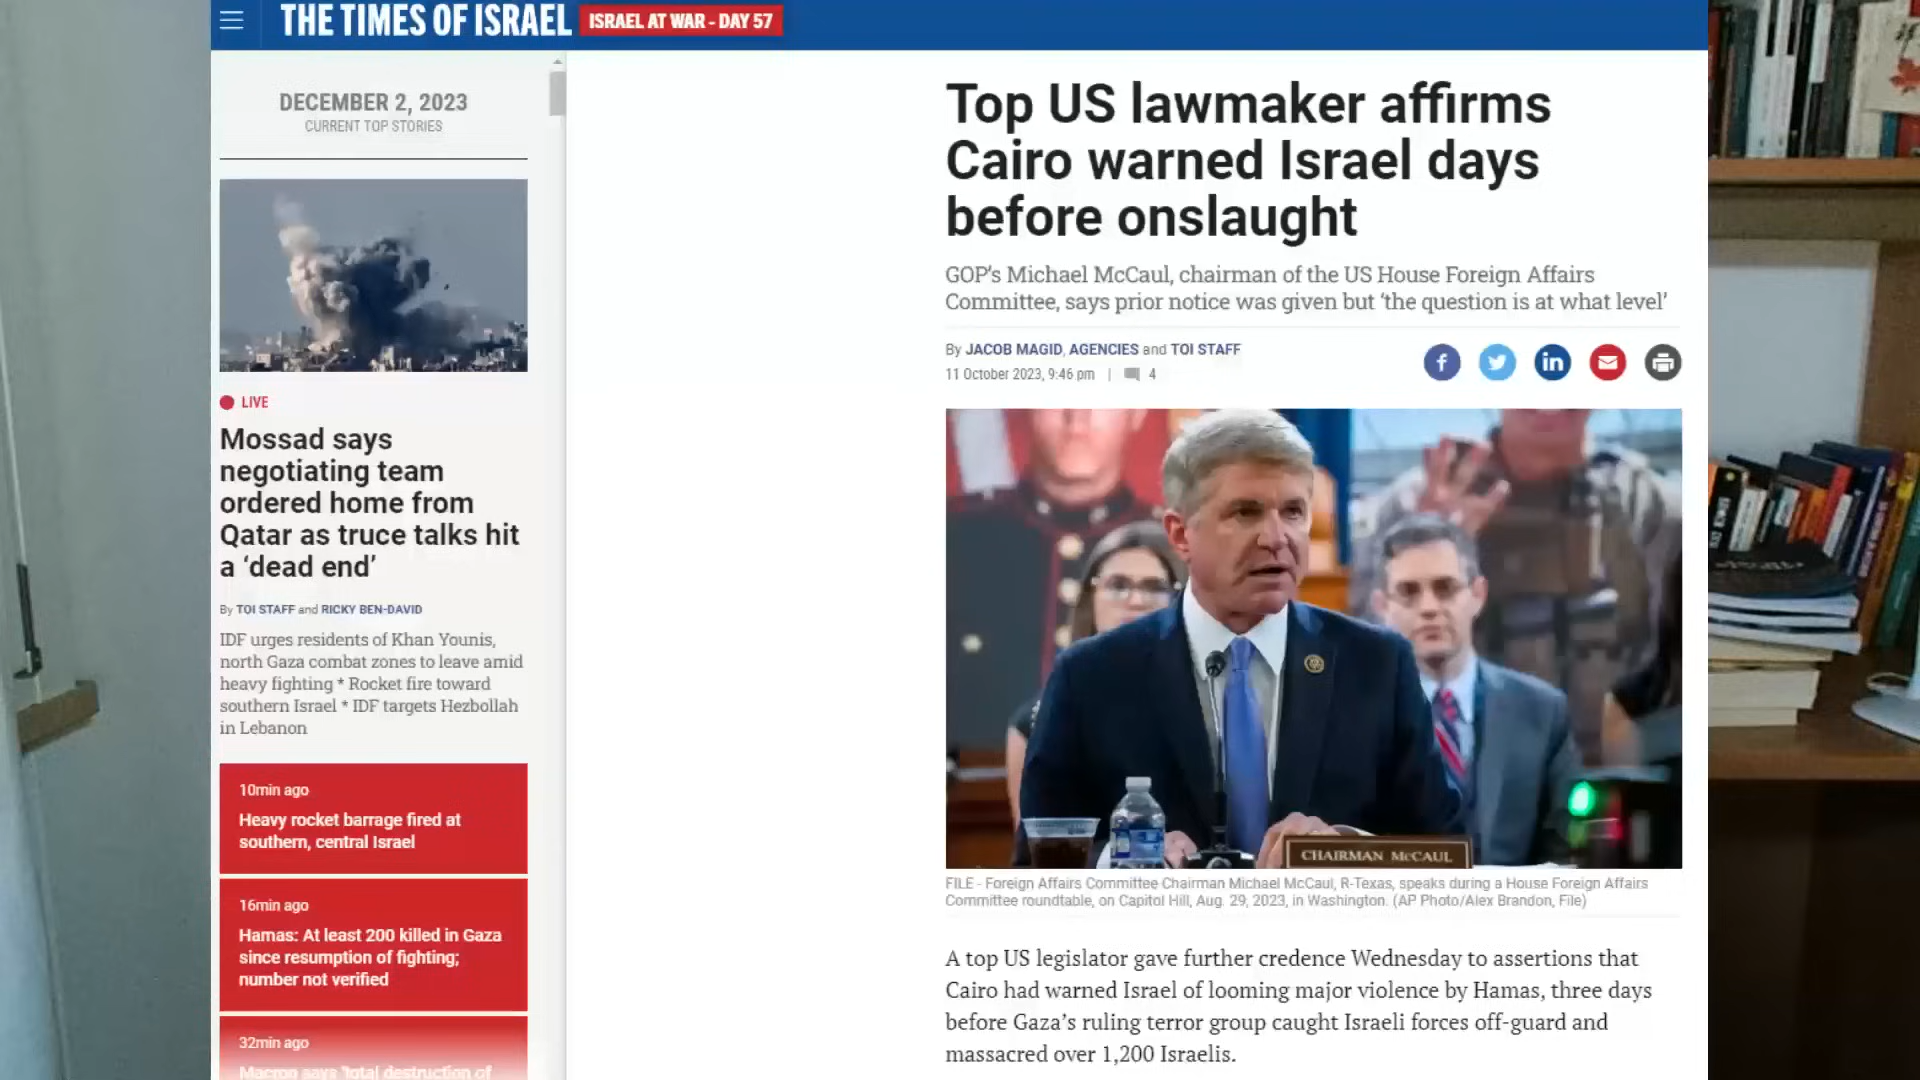 THE TIMES OF ISRAEL
ISRAEL AT WAR - DAY 57
DECEMBER 2, 2023
CURRENT TOP STORIES
LIVE
Mossad says
negotiating team
ordered home from
Qatar as truce talks hit
a ‘dead end’
By TOI STAFF and RICKY BEN-DAVID
IDF urges residents of Khan Younis,
north Gaza combat zones to leave amid
heavy fighting * Rocket fire toward
southern Israel * IDF targets Hezbollah
in Lebanon
10min ago
Heavy rocket barrage fired at
southern, central Israel
16min ago
Hamas: At least 200 killed in Gaza
since resumption of fighting;
number not verified
32min ago
Macron says 'total destruction of
Top US lawmaker affirms
Cairo warned Israel days
before onslaught
GOP’s Michael McCaul, chairman of the US House Foreign Affairs
Committee, says prior notice was given but ‘the question is at what level’
By JACOB MAGID, AGENCIES and TOI STAFF
11 October 2023, 9:46 pm | 4
CHAIRMAN McCAUL
FILE - Foreign Affairs Committee Chairman Michael McCaul, R-Texas, speaks during a House Foreign Affairs
Committee roundtable, on Capitol Hill, Aug. 29, 2023, in Washington. (AP Photo/Alex Brandon, File)
A top US legislator gave further credence Wednesday to assertions that
Cairo had warned Israel of looming major violence by Hamas, three days
before Gaza’s ruling terror group caught Israeli forces off-guard and
massacred over 1,200 Israelis.